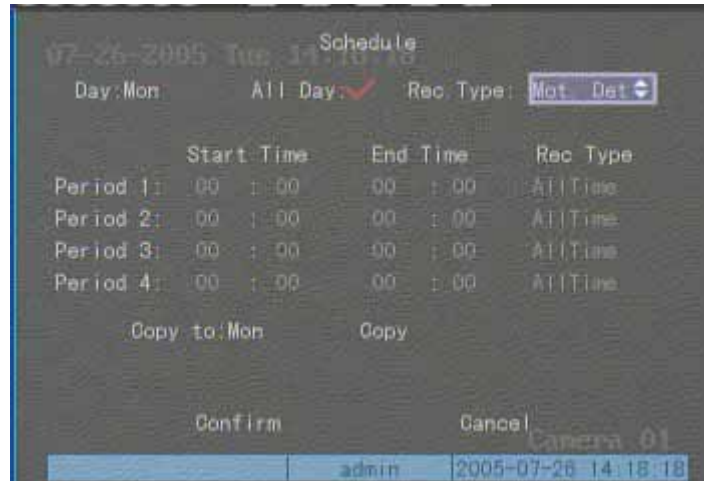 Schedule
07-26-2005 Tue 14:18:18
Day:Mon All Day: Rec Type: Mot Det
Start Time End Time Rec Type
Period 1: 00 : 00 00 : 00 AllTime
Period 2: 00 : 00 00 : 00 AllTime
Period 3: 00 : 00 00 : 00 AllTime
Period 4: 00 : 00 00 : 00 AllTime
Copy to:Mon Copy
Confirm Cancel
Camera 01
admin 2005-07-26 14:18:18